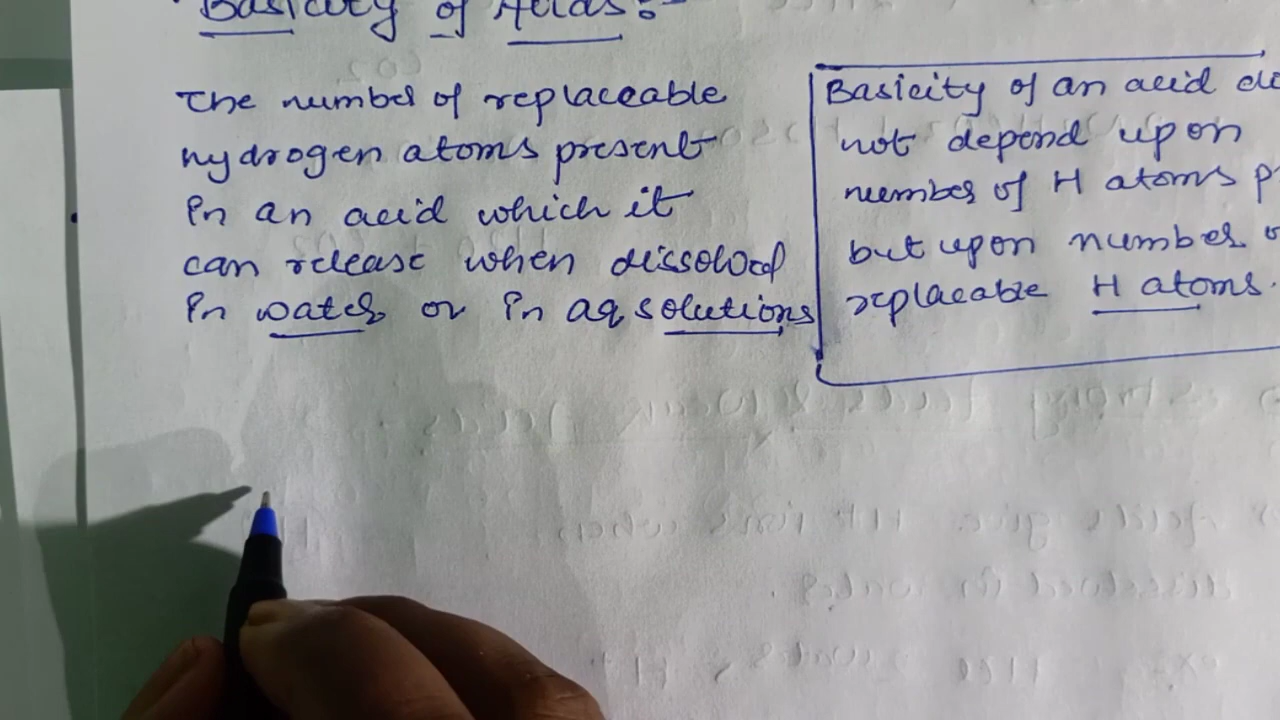 Basicity of Acids:-
The number of replaceable
hydrogen atoms present
in an acid which it
can release when dissolved
in water or in aq solutions
Basicity of an acid
not depend upon
number of H atoms
but upon number
replaceable H atoms.